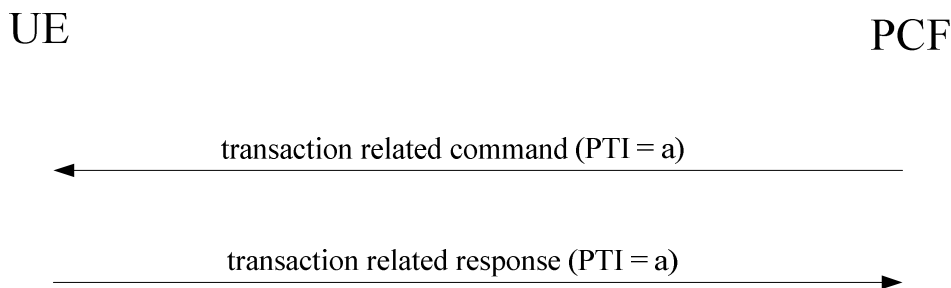 UE
PCF
transaction related command (PTI = a)
transaction related response (PTI = a)